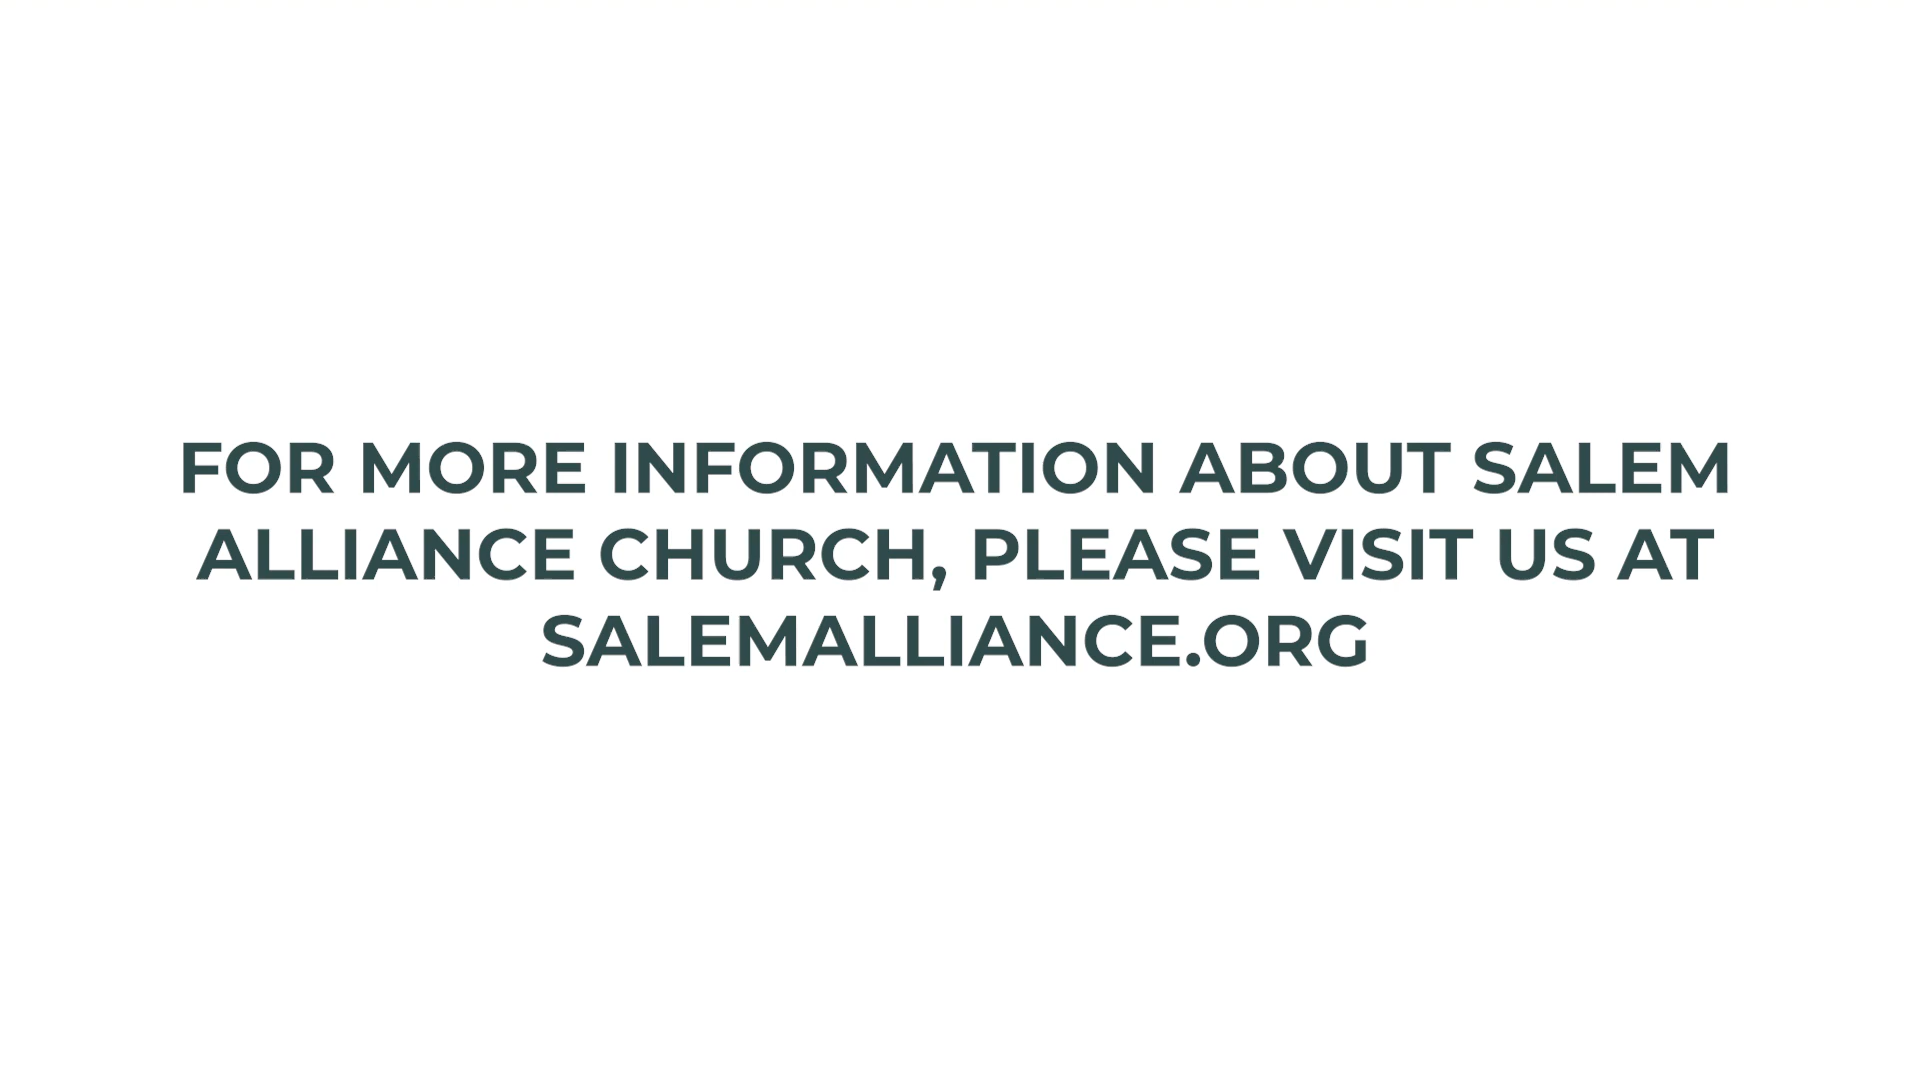 FOR MORE INFORMATION ABOUT SALEM
ALLIANCE CHURCH, PLEASE VISIT US AT
SALEMALLIANCE.ORG